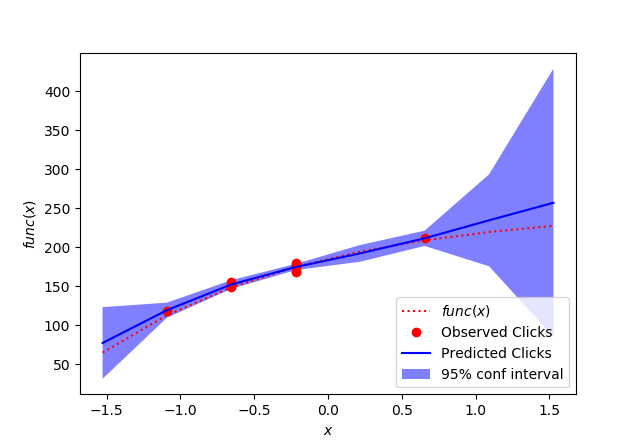 400
350
300
250
200
150
100
50
func(x)
−1.5
−1.0
−0.5
0.0
0.5
1.0
1.5
x
func(x)
Observed Clicks
Predicted Clicks
95% conf interval